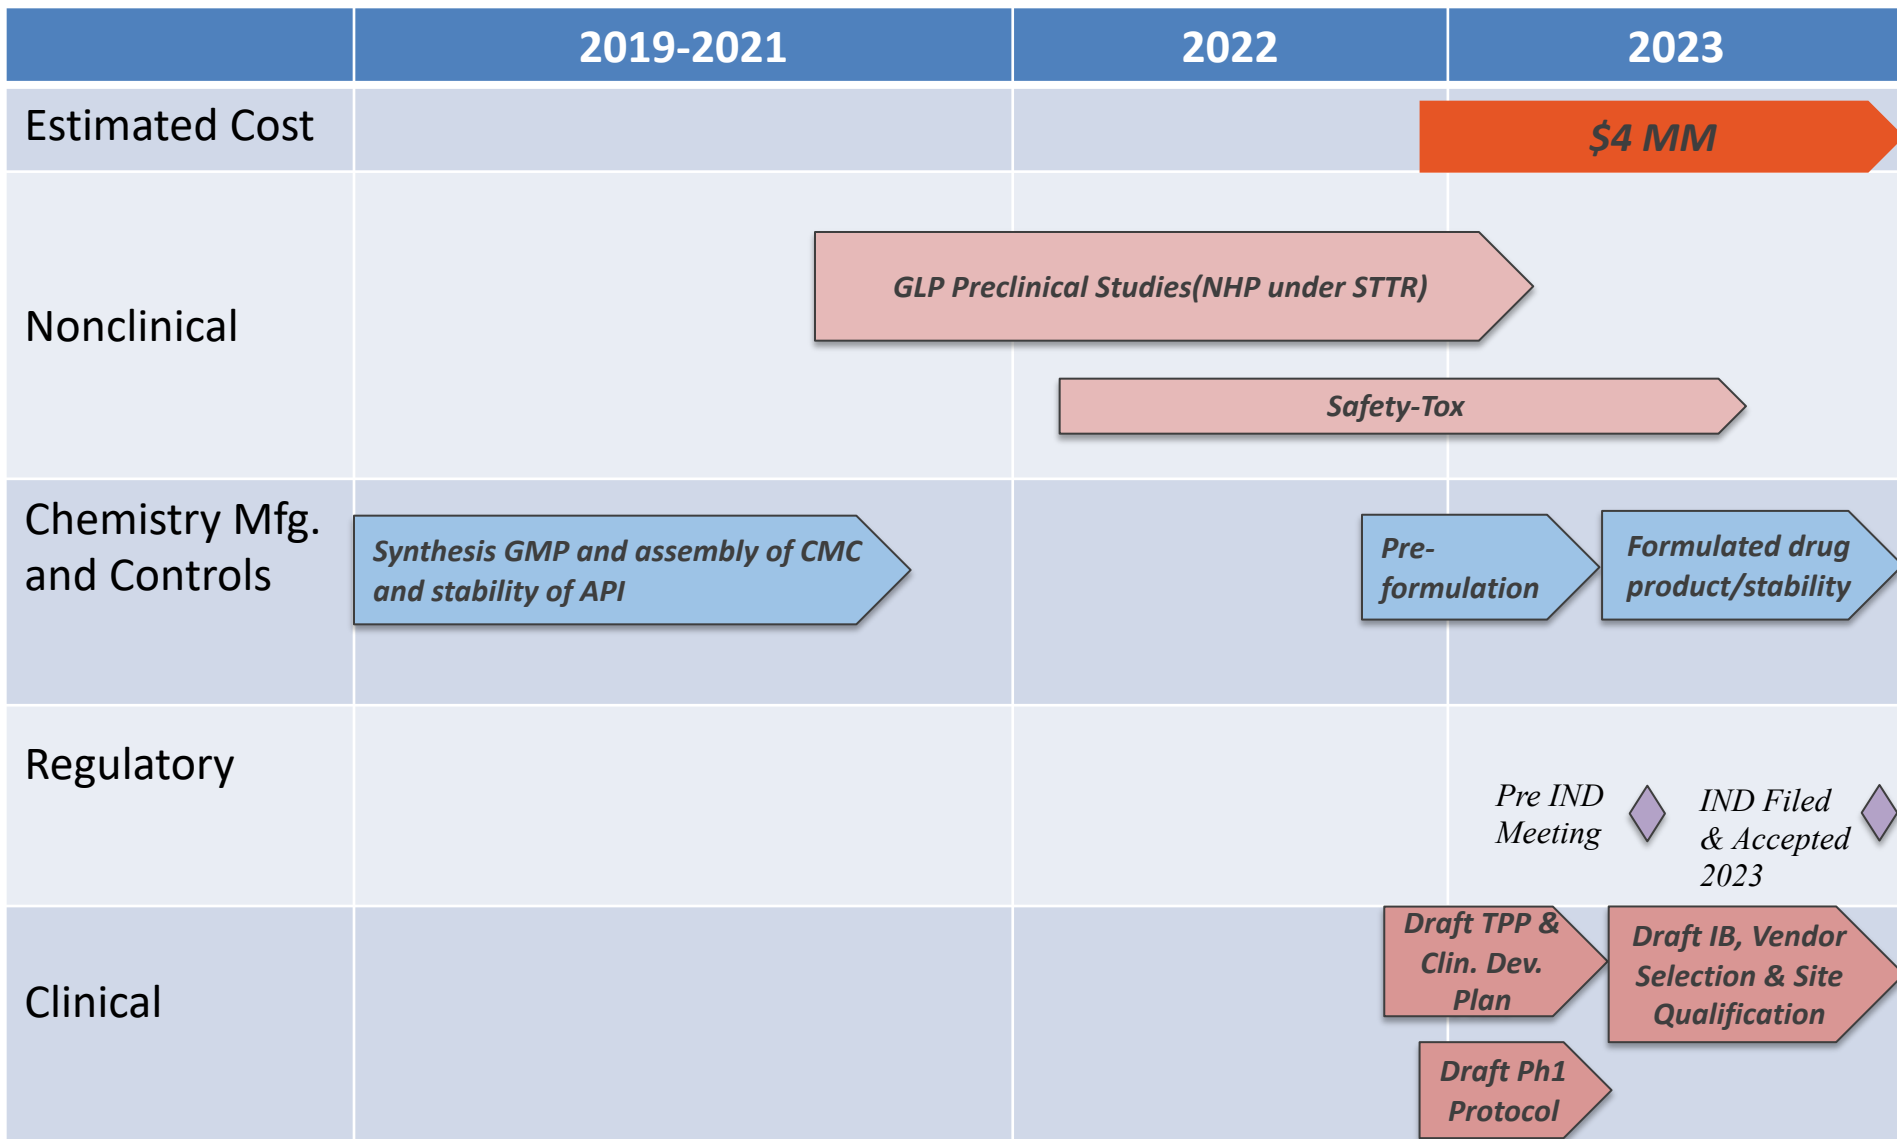 2019-2021
2022
2023
Estimated Cost
$4 MM
Nonclinical
GLP Preclinical Studies(NHP under STTR)
Safety-Tox
Chemistry Mfg.
and Controls
Synthesis GMP and assembly of CMC
and stability of API
Pre-
formulation
Formulated drug
product/stability
Regulatory
Pre IND
Meeting
IND Filed
& Accepted
2023
Clinical
Draft TPP &
Clin. Dev.
Plan
Draft IB, Vendor
Selection & Site
Qualification
Draft Ph1
Protocol